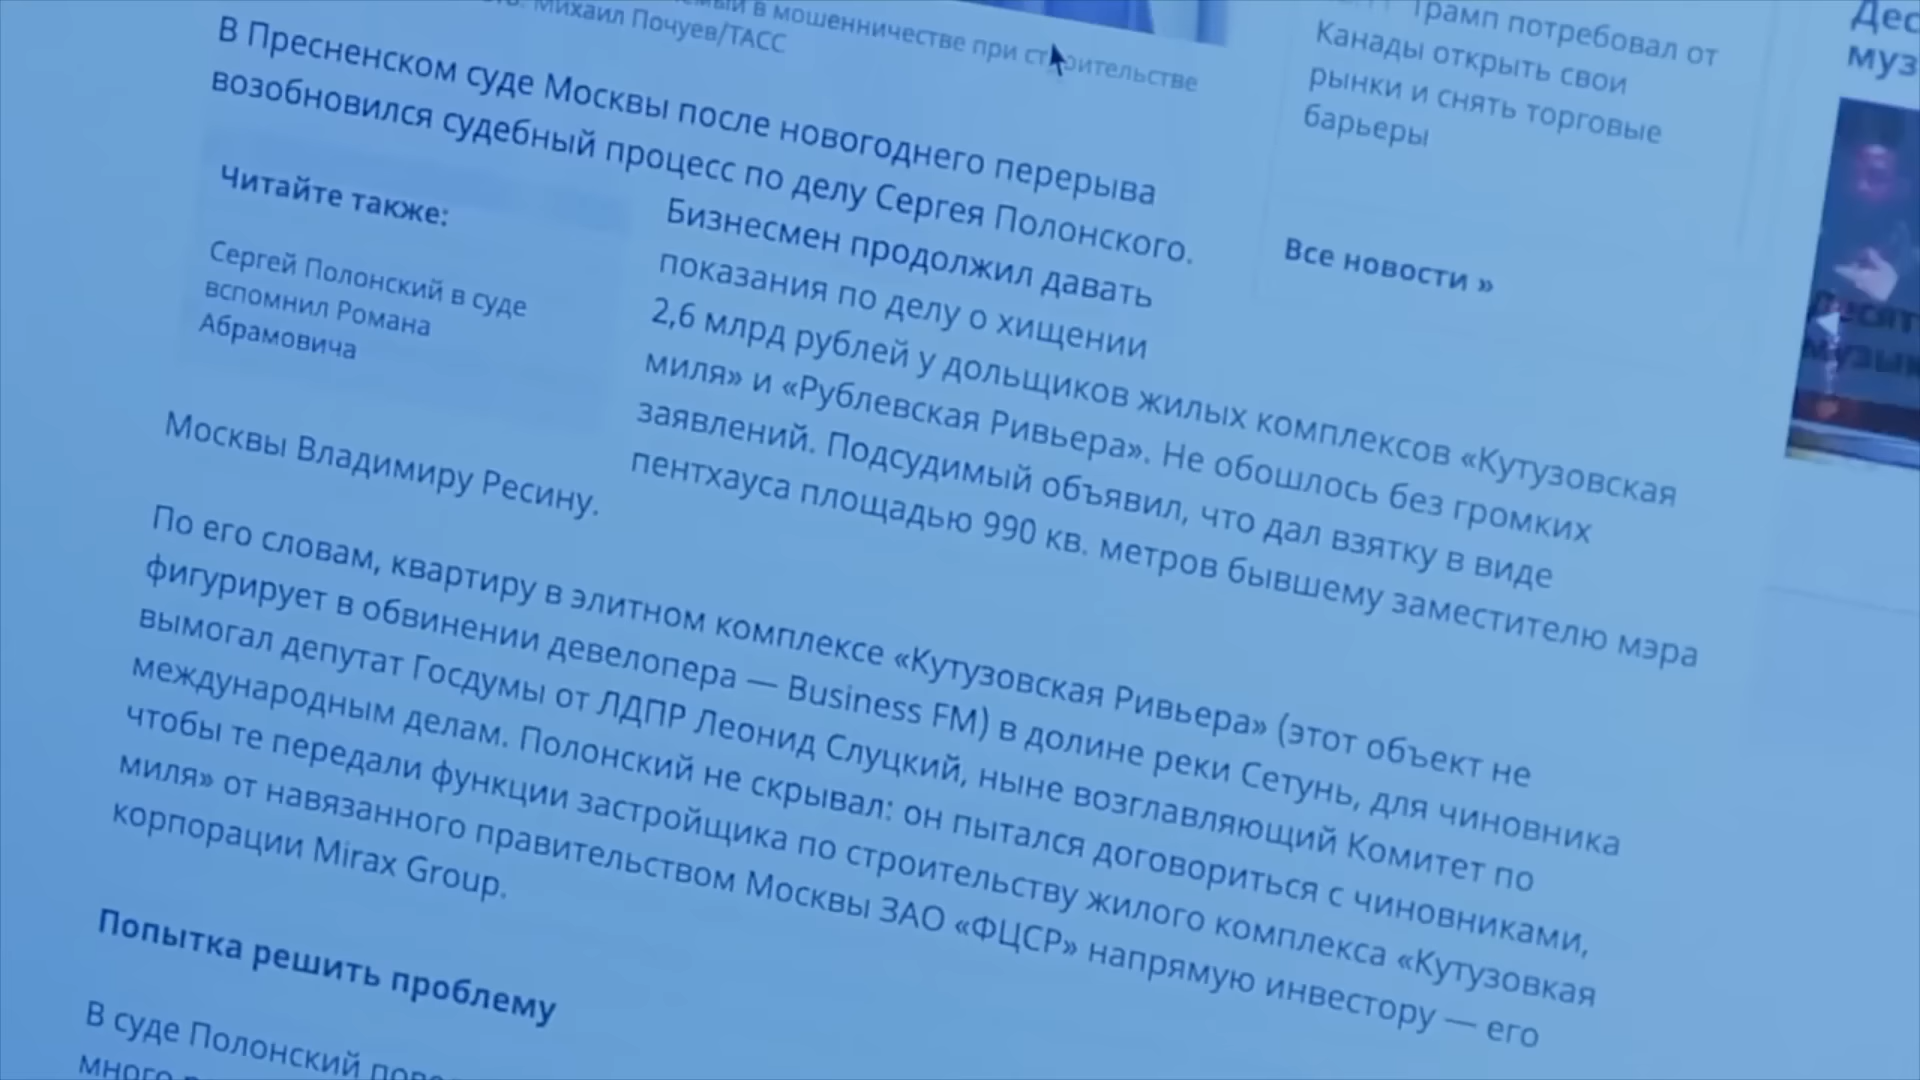 в мошенничестве при строительстве
Михаил Почуев/ТАСС
В Пресненском суде Москвы после новогоднего перерыва
возобновился судебный процесс по делу Сергея Полонского.
Читайте также:
Сергей Полонский в суде
вспомнил Романа
Абрамовича
Бизнесмен продолжил давать
показания по делу о хищении
2,6 млрд рублей у дольщиков жилых комплексов «Кутузовская
миля» и «Рублевская Ривьера». Не обошлось без громких
заявлений. Подсудимый объявил, что дал взятку в виде
пентхауса площадью 990 кв. метров бывшему заместителю мэра
Москвы Владимиру Ресину.
По его словам, квартиру в элитном комплексе «Кутузовская Ривьера» (этот объект не
фигурирует в обвинении девелопера — Business FM) в долине реки Сетунь, для чиновника
вымогал депутат Госдумы от ЛДПР Леонид Слуцкий, ныне возглавляющий Комитет по
международным делам. Полонский не скрывал: он пытался договориться с чиновниками,
чтобы те передали функции застройщика по строительству жилого комплекса «Кутузовкая
миля» от навязанного правительством Москвы ЗАО «ФЦСР» напрямую инвестору — его
корпорации Mirax Group.
Попытка решить проблему
В суде Полонский
много
Трамп потребовал от
Канады открыть свои
рынки и снять торговые
барьеры
Все новости »
Дес
муз